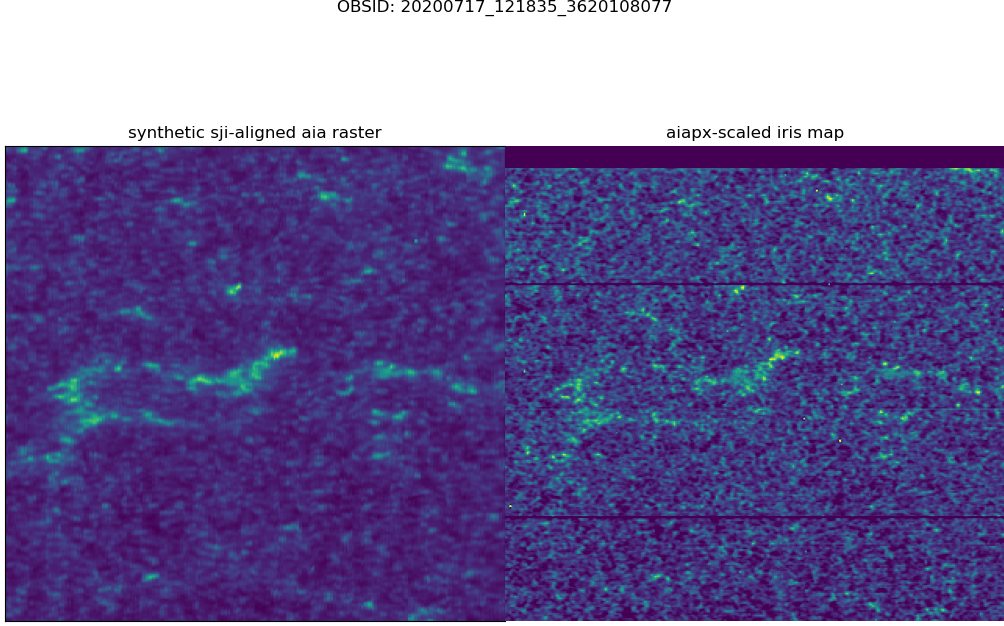 OBSID: 20200717_121835_3620108077
synthetic sji-aligned aia raster
aiapx-scaled iris map